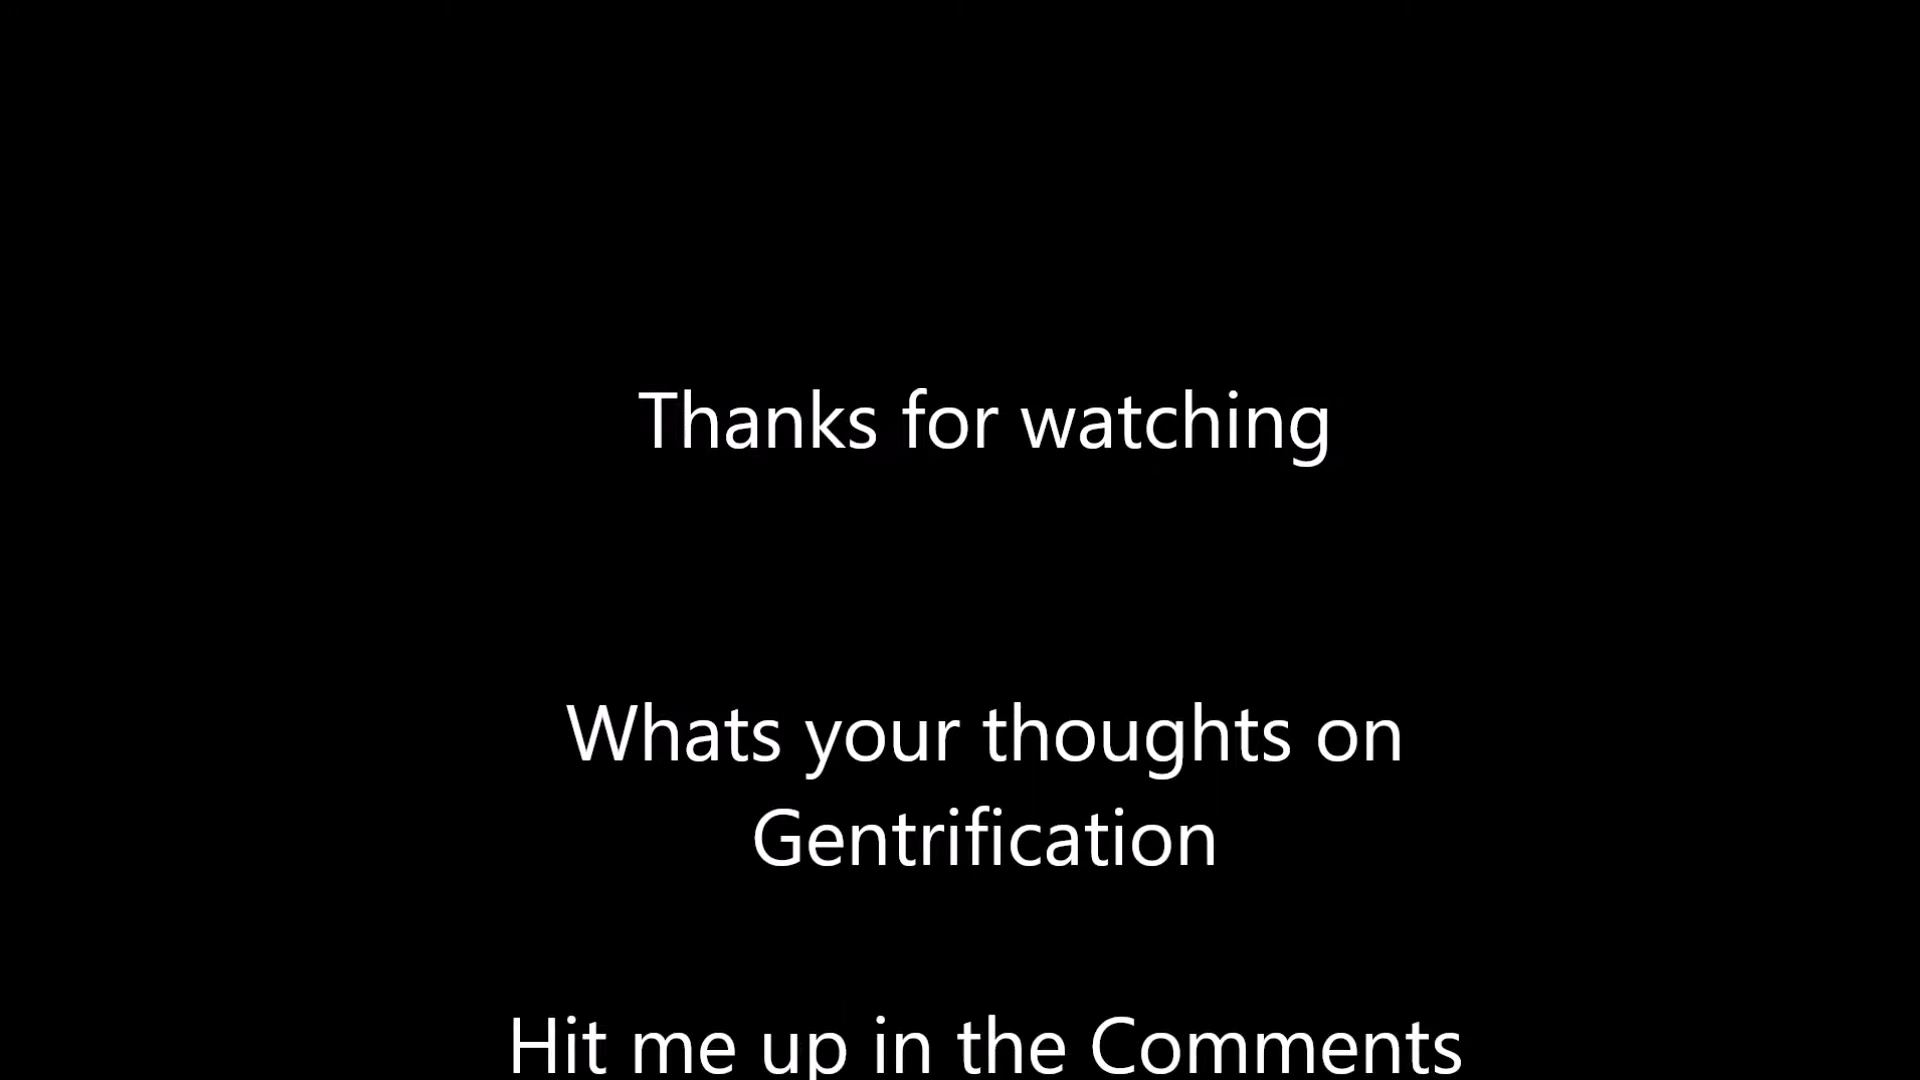 Thanks for watching
Whats your thoughts on
Gentrification
Hit me up in the Comments